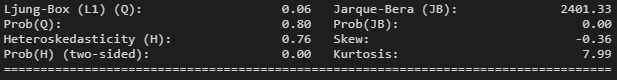 Ljung-Box (L1) (Q): 0.06 Jarque-Bera (JB): 2401.33
Prob(Q): 0.80 Prob(JB): 0.00
Heteroskedasticity (H): 0.76 Skew: -0.36
Prob(H) (two-sided): 0.00 Kurtosis: 7.99
===================================================================================